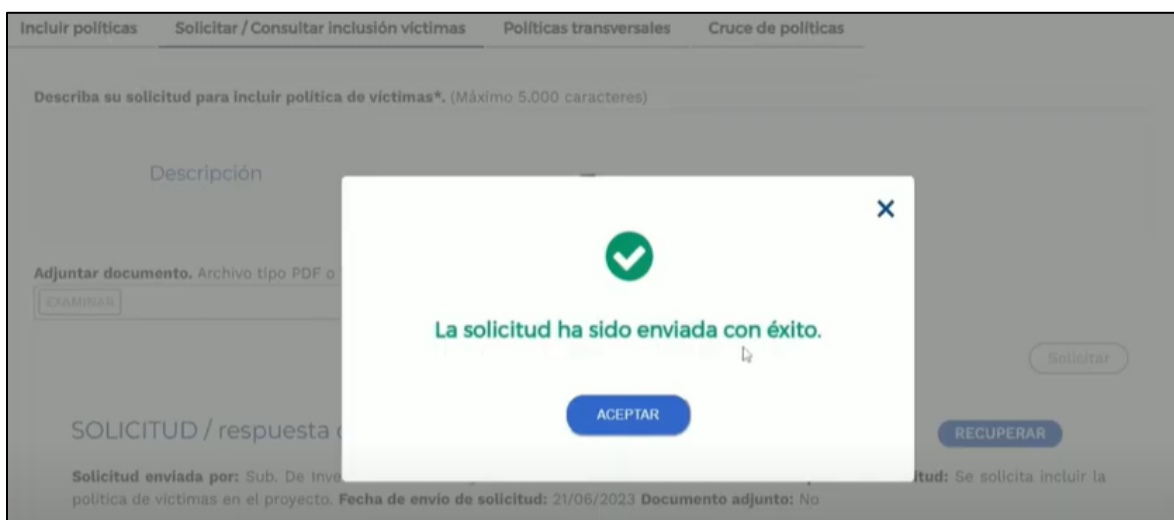 Incluir políticas Solicitar / Consultar inclusión víctimas Políticas transversales Cruce de políticas
Describa su solicitud para incluir política de víctimas*. (Máximo 5.000 caracteres)
Descripción
Adjuntar documento. Archivo tipo PDF o
EXAMINAR
La solicitud ha sido enviada con éxito.
Solicitar
ACEPTAR
SOLICITUD / respuesta RECUPERAR
Solicitud enviada por: Sub. De Inve itud: Se solicita incluir la
política de víctimas en el proyecto. Fecha de envío de solicitud: 21/06/2023 Documento adjunto: No